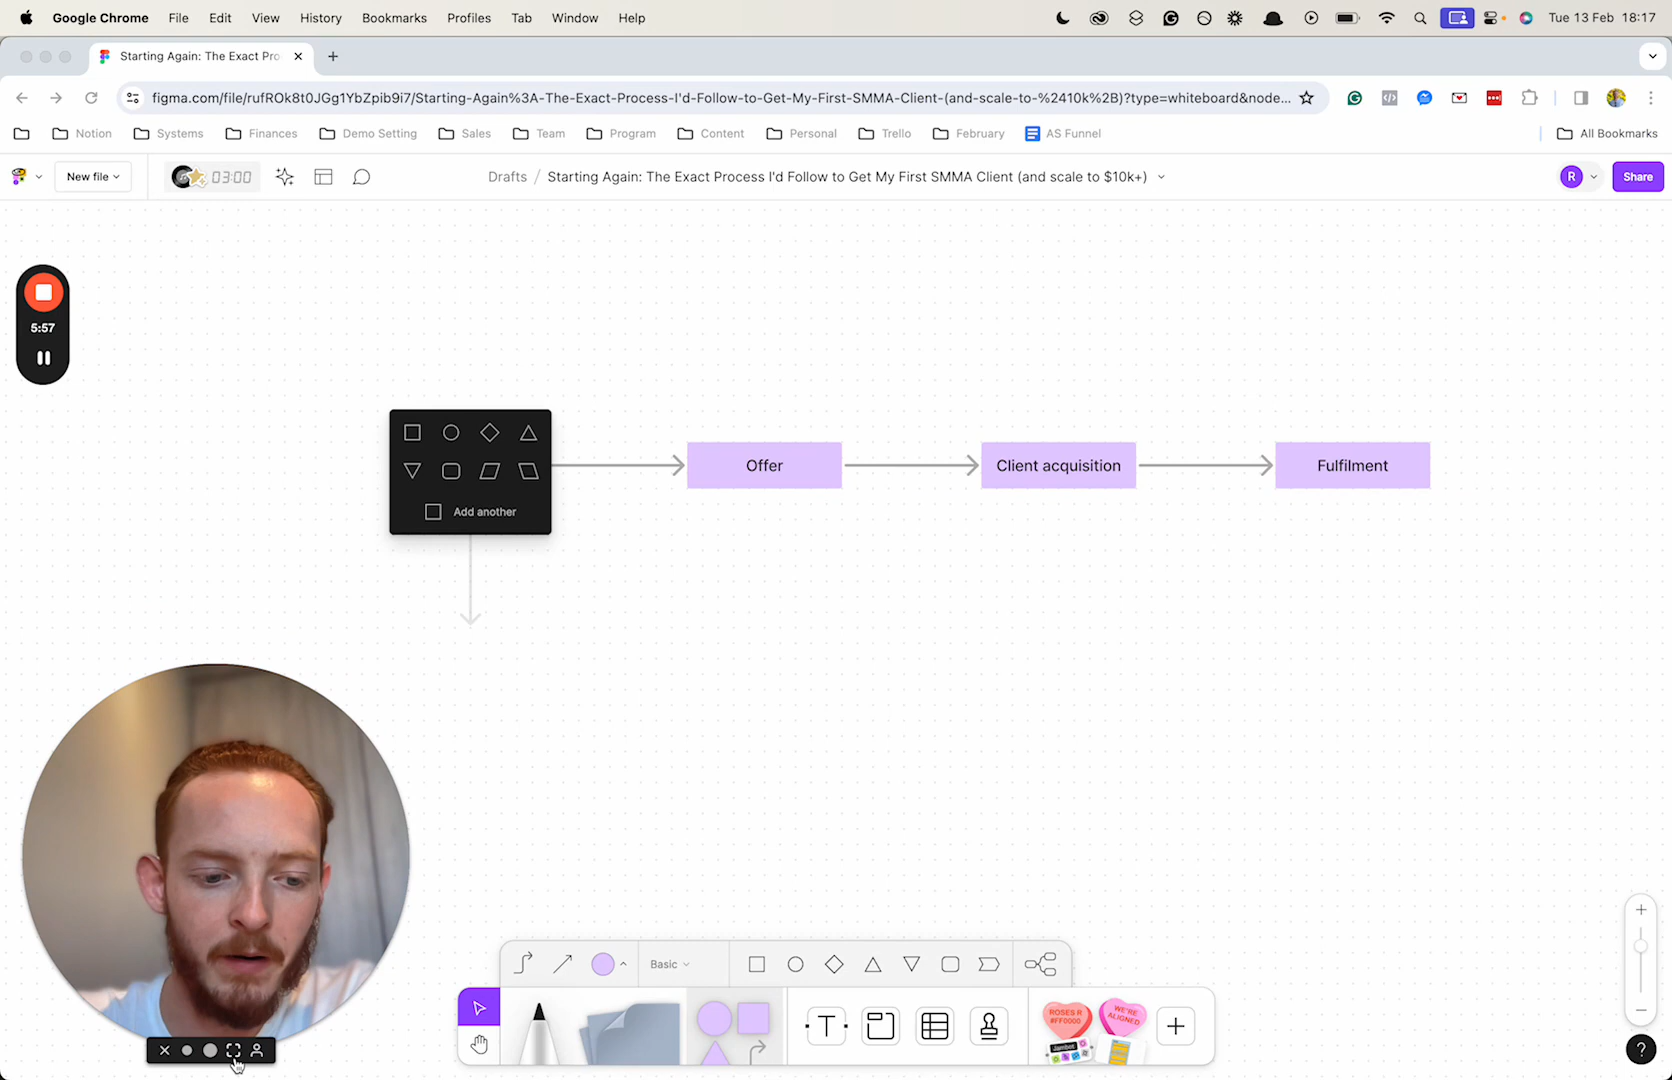 Google Chrome File Edit View History Bookmarks Profiles Tab Window Help Tue 13 Feb 18:17
Starting Again: The Exact Pro
figma.com/file/rufROk8t0JGg1YbZpib9i7/Starting-Again%3A-The-Exact-Process-I'd-Follow-to-Get-My-First-SMMA-Client-(and-scale-to-%2410k%2B)?type=whiteboard&node...
Notion Systems Finances Demo Setting Sales Team Program Content Personal Trello February AS Funnel All Bookmarks
New file 03:00 Drafts / Starting Again: The Exact Process I'd Follow to Get My First SMMA Client (and scale to $10k+) R Share
5:57
Offer Client acquisition Fulfilment
Add another
Basic
T
ROSES R
#FF0000
WE'RE
ALIGNED
Jambot
?